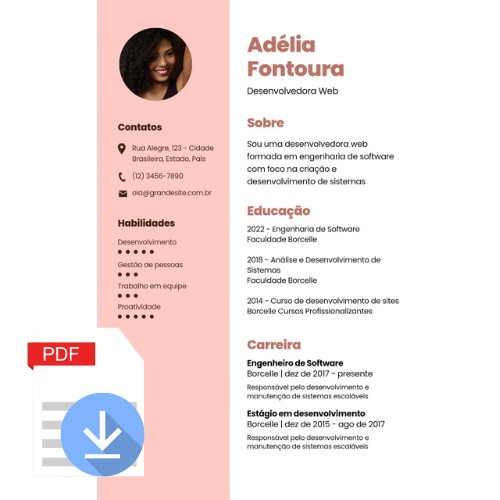 Adélia
Fontoura
Desenvolvedora Web
Contatos
Rua Alegre, 123 - Cidade
Brasileira, Estado, País
(12) 3456-7890
ola@grandesite.com.br
Habilidades
Desenvolvimento
Gestão de pessoas
Trabalho em equipe
Proatividade
Sobre
Sou uma desenvolvedora web
formada em engenharia de software
com foco na criação e
desenvolvimento de sistemas
Educação
2022 - Engenharia de Software
Faculdade Borcelle
2018 - Análise e Desenvolvimento de
Sistemas
Faculdade Borcelle
2014 - Curso de desenvolvimento de sites
Borcelle Cursos Profissionalizantes
Carreira
Engenheiro de Software
Borcelle | dez de 2017 - presente
Responsável pelo desenvolvimento e
manutenção de sistemas escaláveis
Estágio em desenvolvimento
Borcelle | dez de 2015 - ago de 2017
Responsável pelo desenvolvimento e
manutenção de sistemas escaláveis
PDF